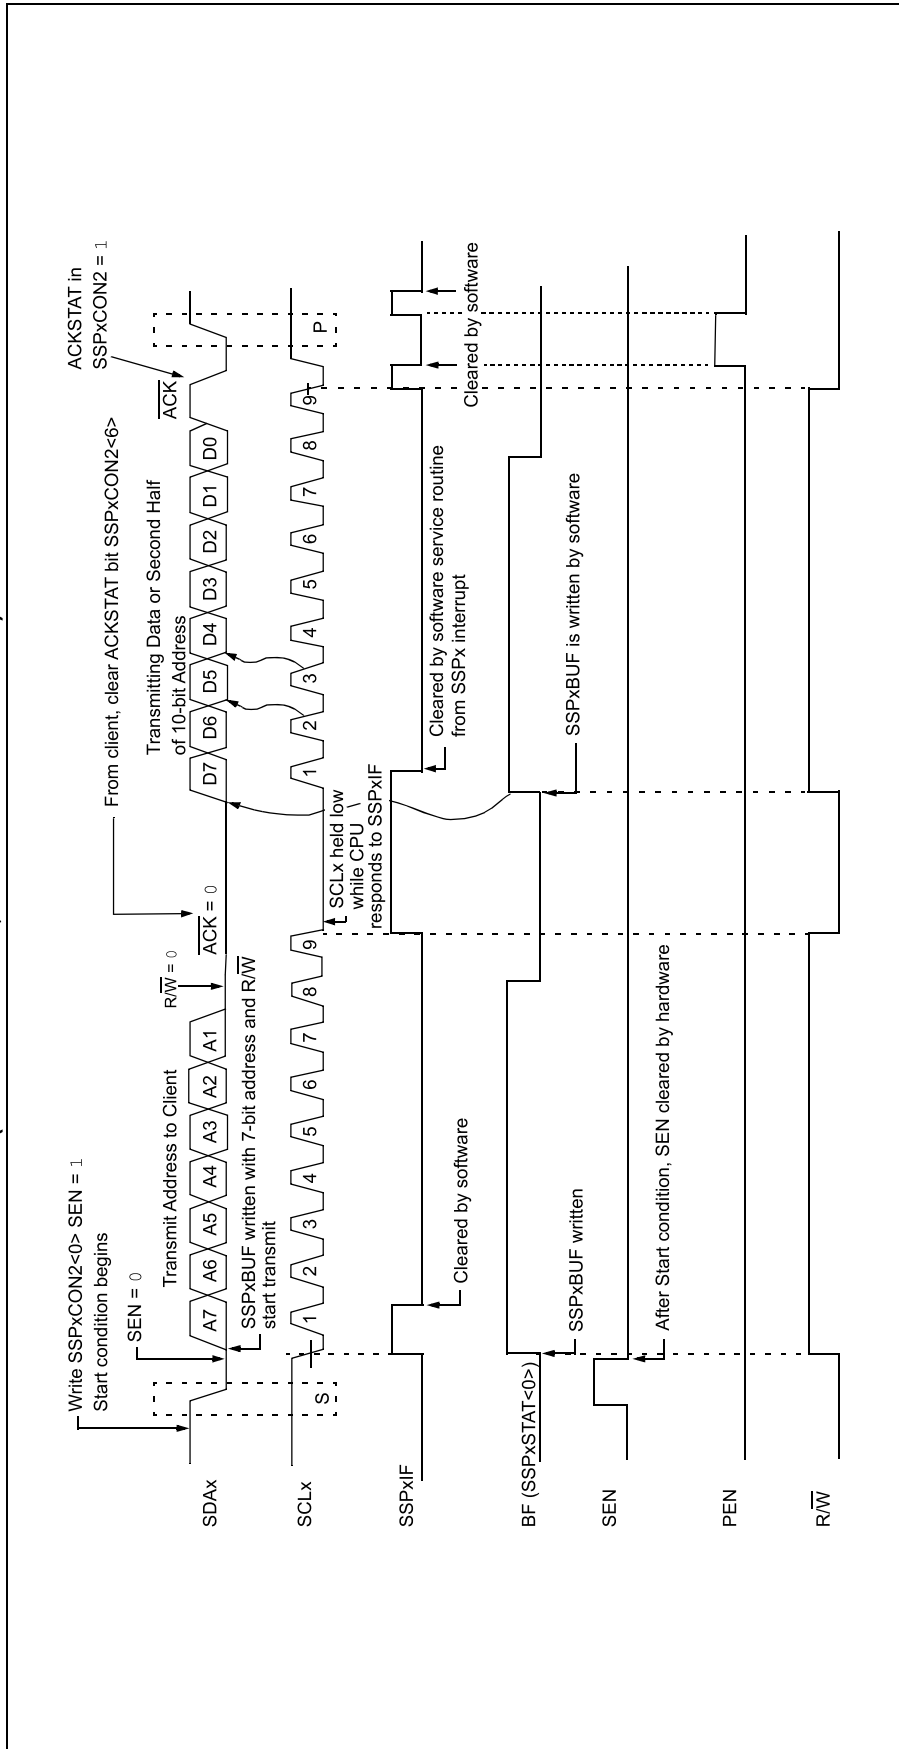 Write SSPxCON2<0> SEN = 1
Start condition begins
SEN = 0
Transmit Address to Client
R/W = 0
From client, clear ACKSTAT bit SSPxCON2<6>
ACK = 0
Transmitting Data or Second Half
of 10-bit Address
ACKSTAT in
SSPxCON2 = 1
ACK
SDAx
A7 A6 A5 A4 A3 A2 A1
D7 D6 D5 D4 D3 D2 D1 D0
SSPxBUF written with 7-bit address and R/W
start transmit
SCLx
S
1 2 3 4 5 6 7 8 9
1 2 3 4 5 6 7 8 9
P
SCLx held low
while CPU
responds to SSPxIF
SSPxIF
Cleared by software
Cleared by software service routine
from SSPx interrupt
Cleared by software
BF (SSPxSTAT<0>)
SSPxBUF written
SSPxBUF is written by software
SEN
After Start condition, SEN cleared by hardware
PEN
R/W